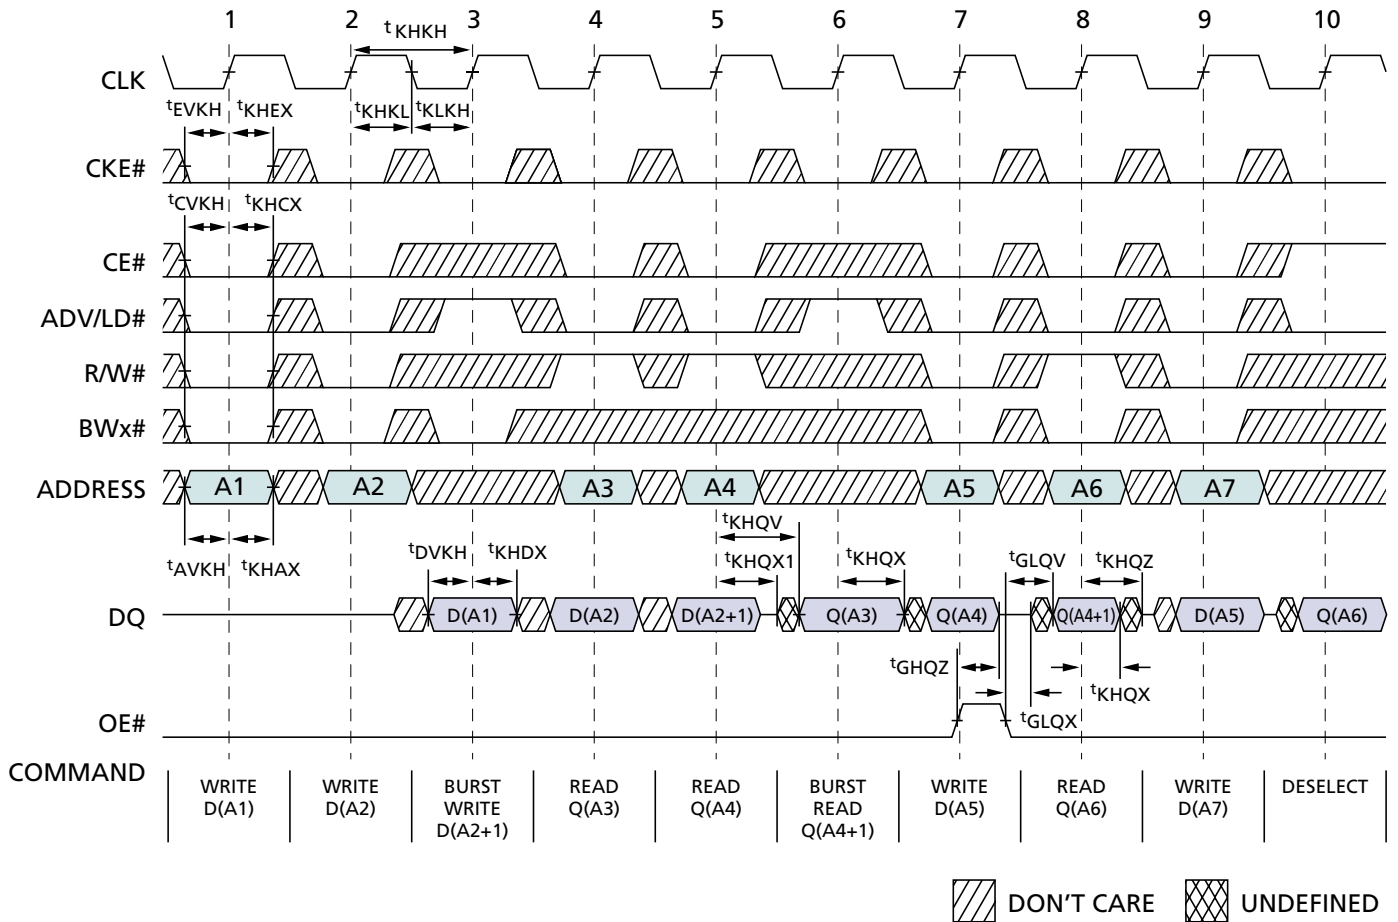 1 2 3 4 5 6 7 8 9 10
tKHKH
CLK
tEVKH tKHEX tKHKL tKLKH
CKE#
tCVKH tKHCX
CE#
ADV/LD#
R/W#
BWx#
ADDRESS A1 A2 A3 A4 A5 A6 A7
tKHQV
tAVKH tKHAX tDVKH tKHDX tKHQX1 tKHQX tGLQV tKHQZ
DQ D(A1) D(A2) D(A2+1) Q(A3) Q(A4) Q(A4+1) D(A5) Q(A6)
tGHQZ tKHQX
OE# tGLQX
COMMAND
WRITE D(A1)
WRITE D(A2)
BURST WRITE D(A2+1)
READ Q(A3)
READ Q(A4)
BURST READ Q(A4+1)
WRITE D(A5)
READ Q(A6)
WRITE D(A7)
DESELECT
DON'T CARE UNDEFINED